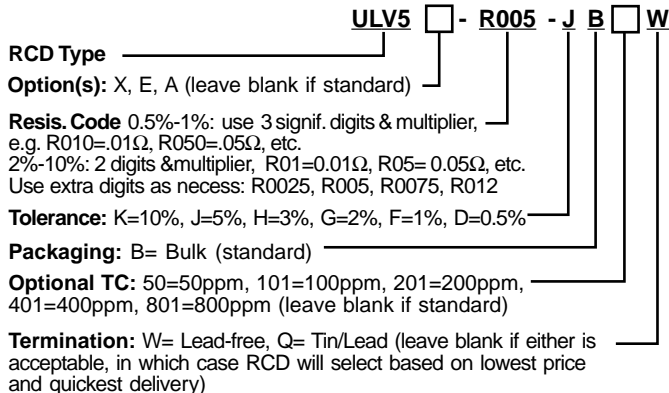 ULV5 □ - R005 - J B □ W
RCD Type
Option(s): X, E, A (leave blank if standard)
Resis. Code 0.5%-1%: use 3 signif. digits & multiplier,
e.g. R010=.01Ω, R050=.05Ω, etc.
2%-10%: 2 digits &multiplier, R01=0.01Ω, R05= 0.05Ω, etc.
Use extra digits as necess: R0025, R005, R0075, R012
Tolerance: K=10%, J=5%, H=3%, G=2%, F=1%, D=0.5%
Packaging: B= Bulk (standard)
Optional TC: 50=50ppm, 101=100ppm, 201=200ppm,
401=400ppm, 801=800ppm (leave blank if standard)
Termination: W= Lead-free, Q= Tin/Lead (leave blank if either is
acceptable, in which case RCD will select based on lowest price
and quickest delivery)